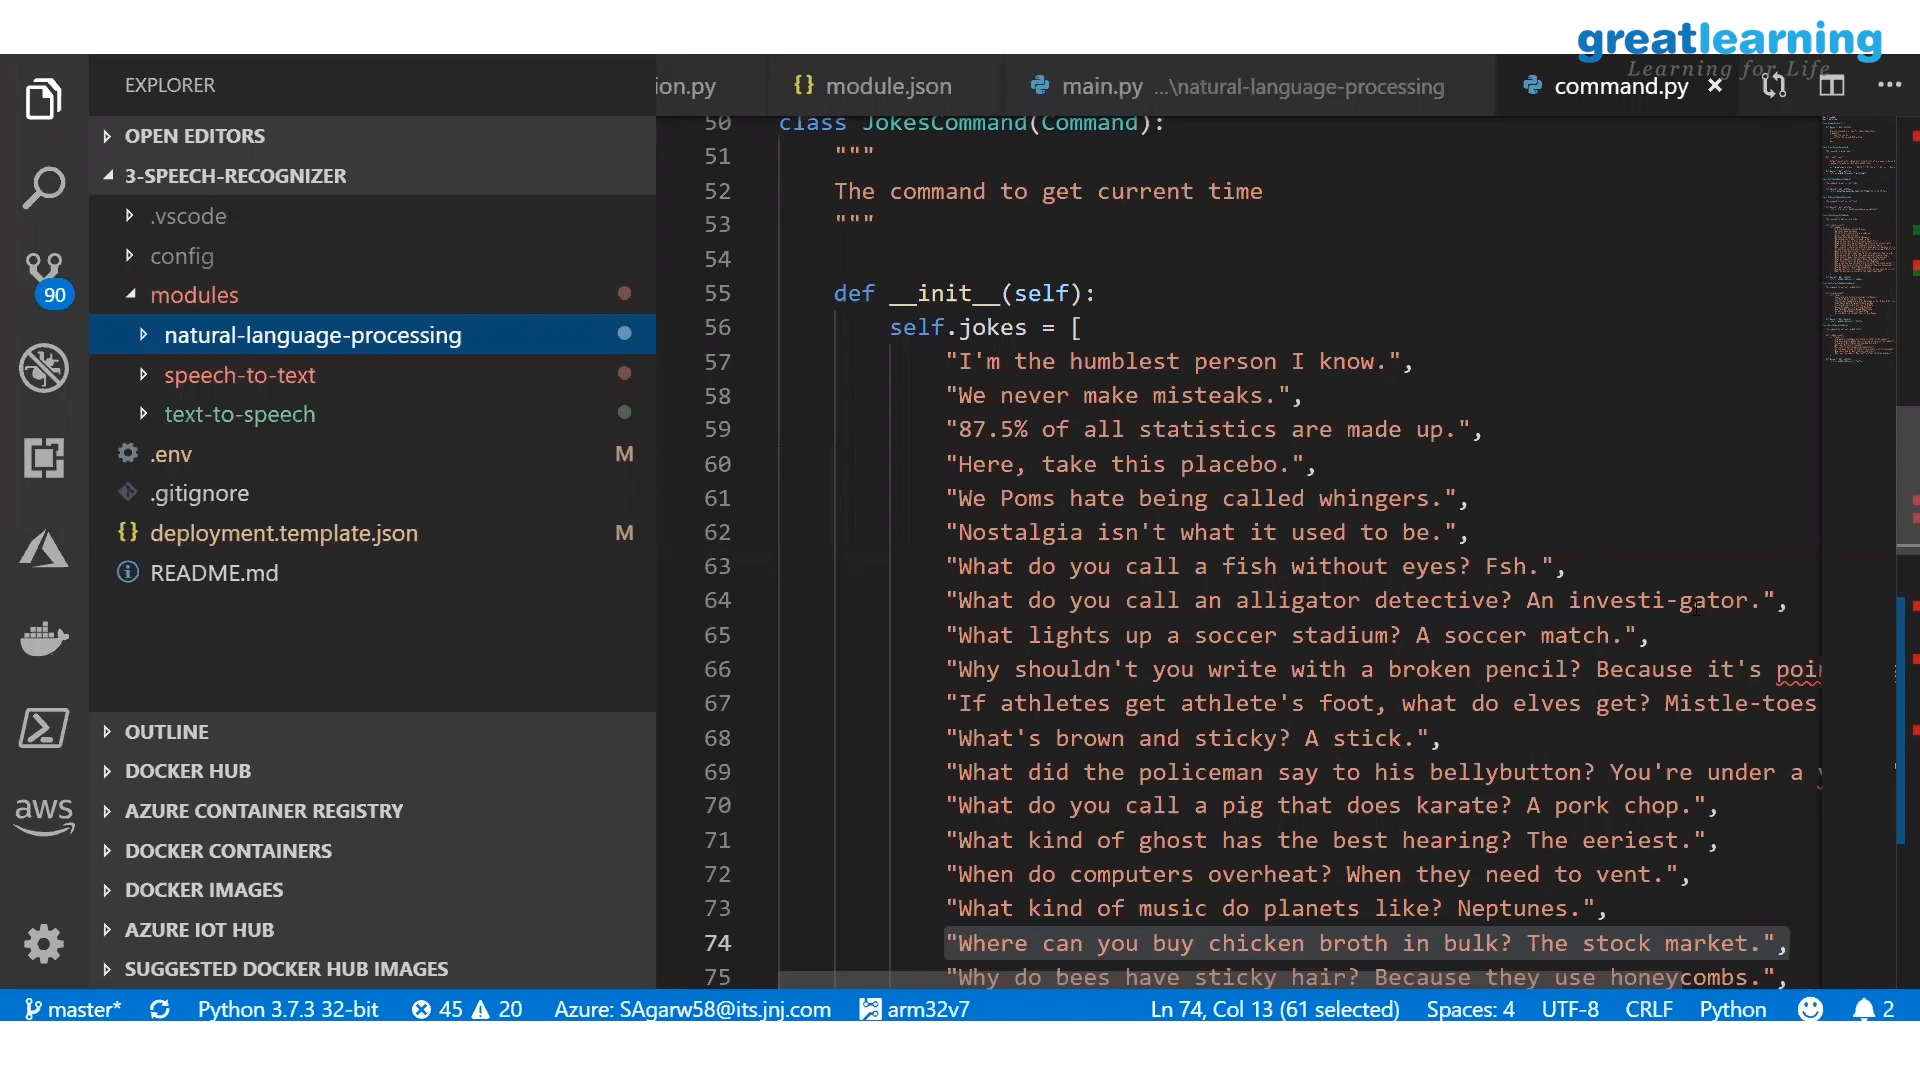 greatlearning
Learning for Life
EXPLORER
ion.py
{} module.json
main.py ...\natural-language-processing
command.py
OPEN EDITORS
3-SPEECH-RECOGNIZER
.vscode
config
modules
natural-language-processing
speech-to-text
text-to-speech
.env M
.gitignore
{} deployment.template.json M
README.md
90
aws
OUTLINE
DOCKER HUB
AZURE CONTAINER REGISTRY
DOCKER CONTAINERS
DOCKER IMAGES
AZURE IOT HUB
SUGGESTED DOCKER HUB IMAGES
50 class JokesCommand(Command):
51 """
52 The command to get current time
53 """
54
55 def __init__(self):
56 self.jokes = [
57 "I'm the humblest person I know.",
58 "We never make misteaks.",
59 "87.5% of all statistics are made up.",
60 "Here, take this placebo.",
61 "We Poms hate being called whingers.",
62 "Nostalgia isn't what it used to be.",
63 "What do you call a fish without eyes? Fsh.",
64 "What do you call an alligator detective? An investi-gator.",
65 "What lights up a soccer stadium? A soccer match.",
66 "Why shouldn't you write with a broken pencil? Because it's poin
67 "If athletes get athlete's foot, what do elves get? Mistle-toes
68 "What's brown and sticky? A stick.",
69 "What did the policeman say to his bellybutton? You're under a
70 "What do you call a pig that does karate? A pork chop.",
71 "What kind of ghost has the best hearing? The eeriest.",
72 "When do computers overheat? When they need to vent.",
73 "What kind of music do planets like? Neptunes.",
74 "Where can you buy chicken broth in bulk? The stock market.",
75 "Why do bees have sticky hair? Because they use honeycombs.",
master* Python 3.7.3 32-bit 45 20 Azure: SAgarw58@its.jnj.com arm32v7 Ln 74, Col 13 (61 selected) Spaces: 4 UTF-8 CRLF Python 2